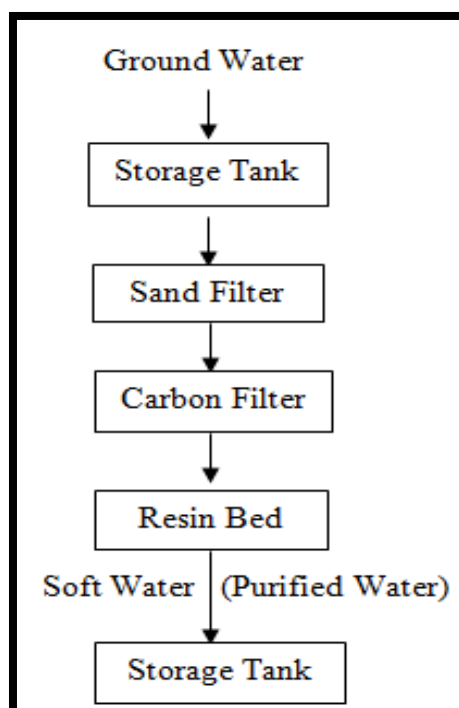 Ground Water
Storage Tank
Sand Filter
Carbon Filter
Resin Bed
Soft Water (Purified Water)
Storage Tank